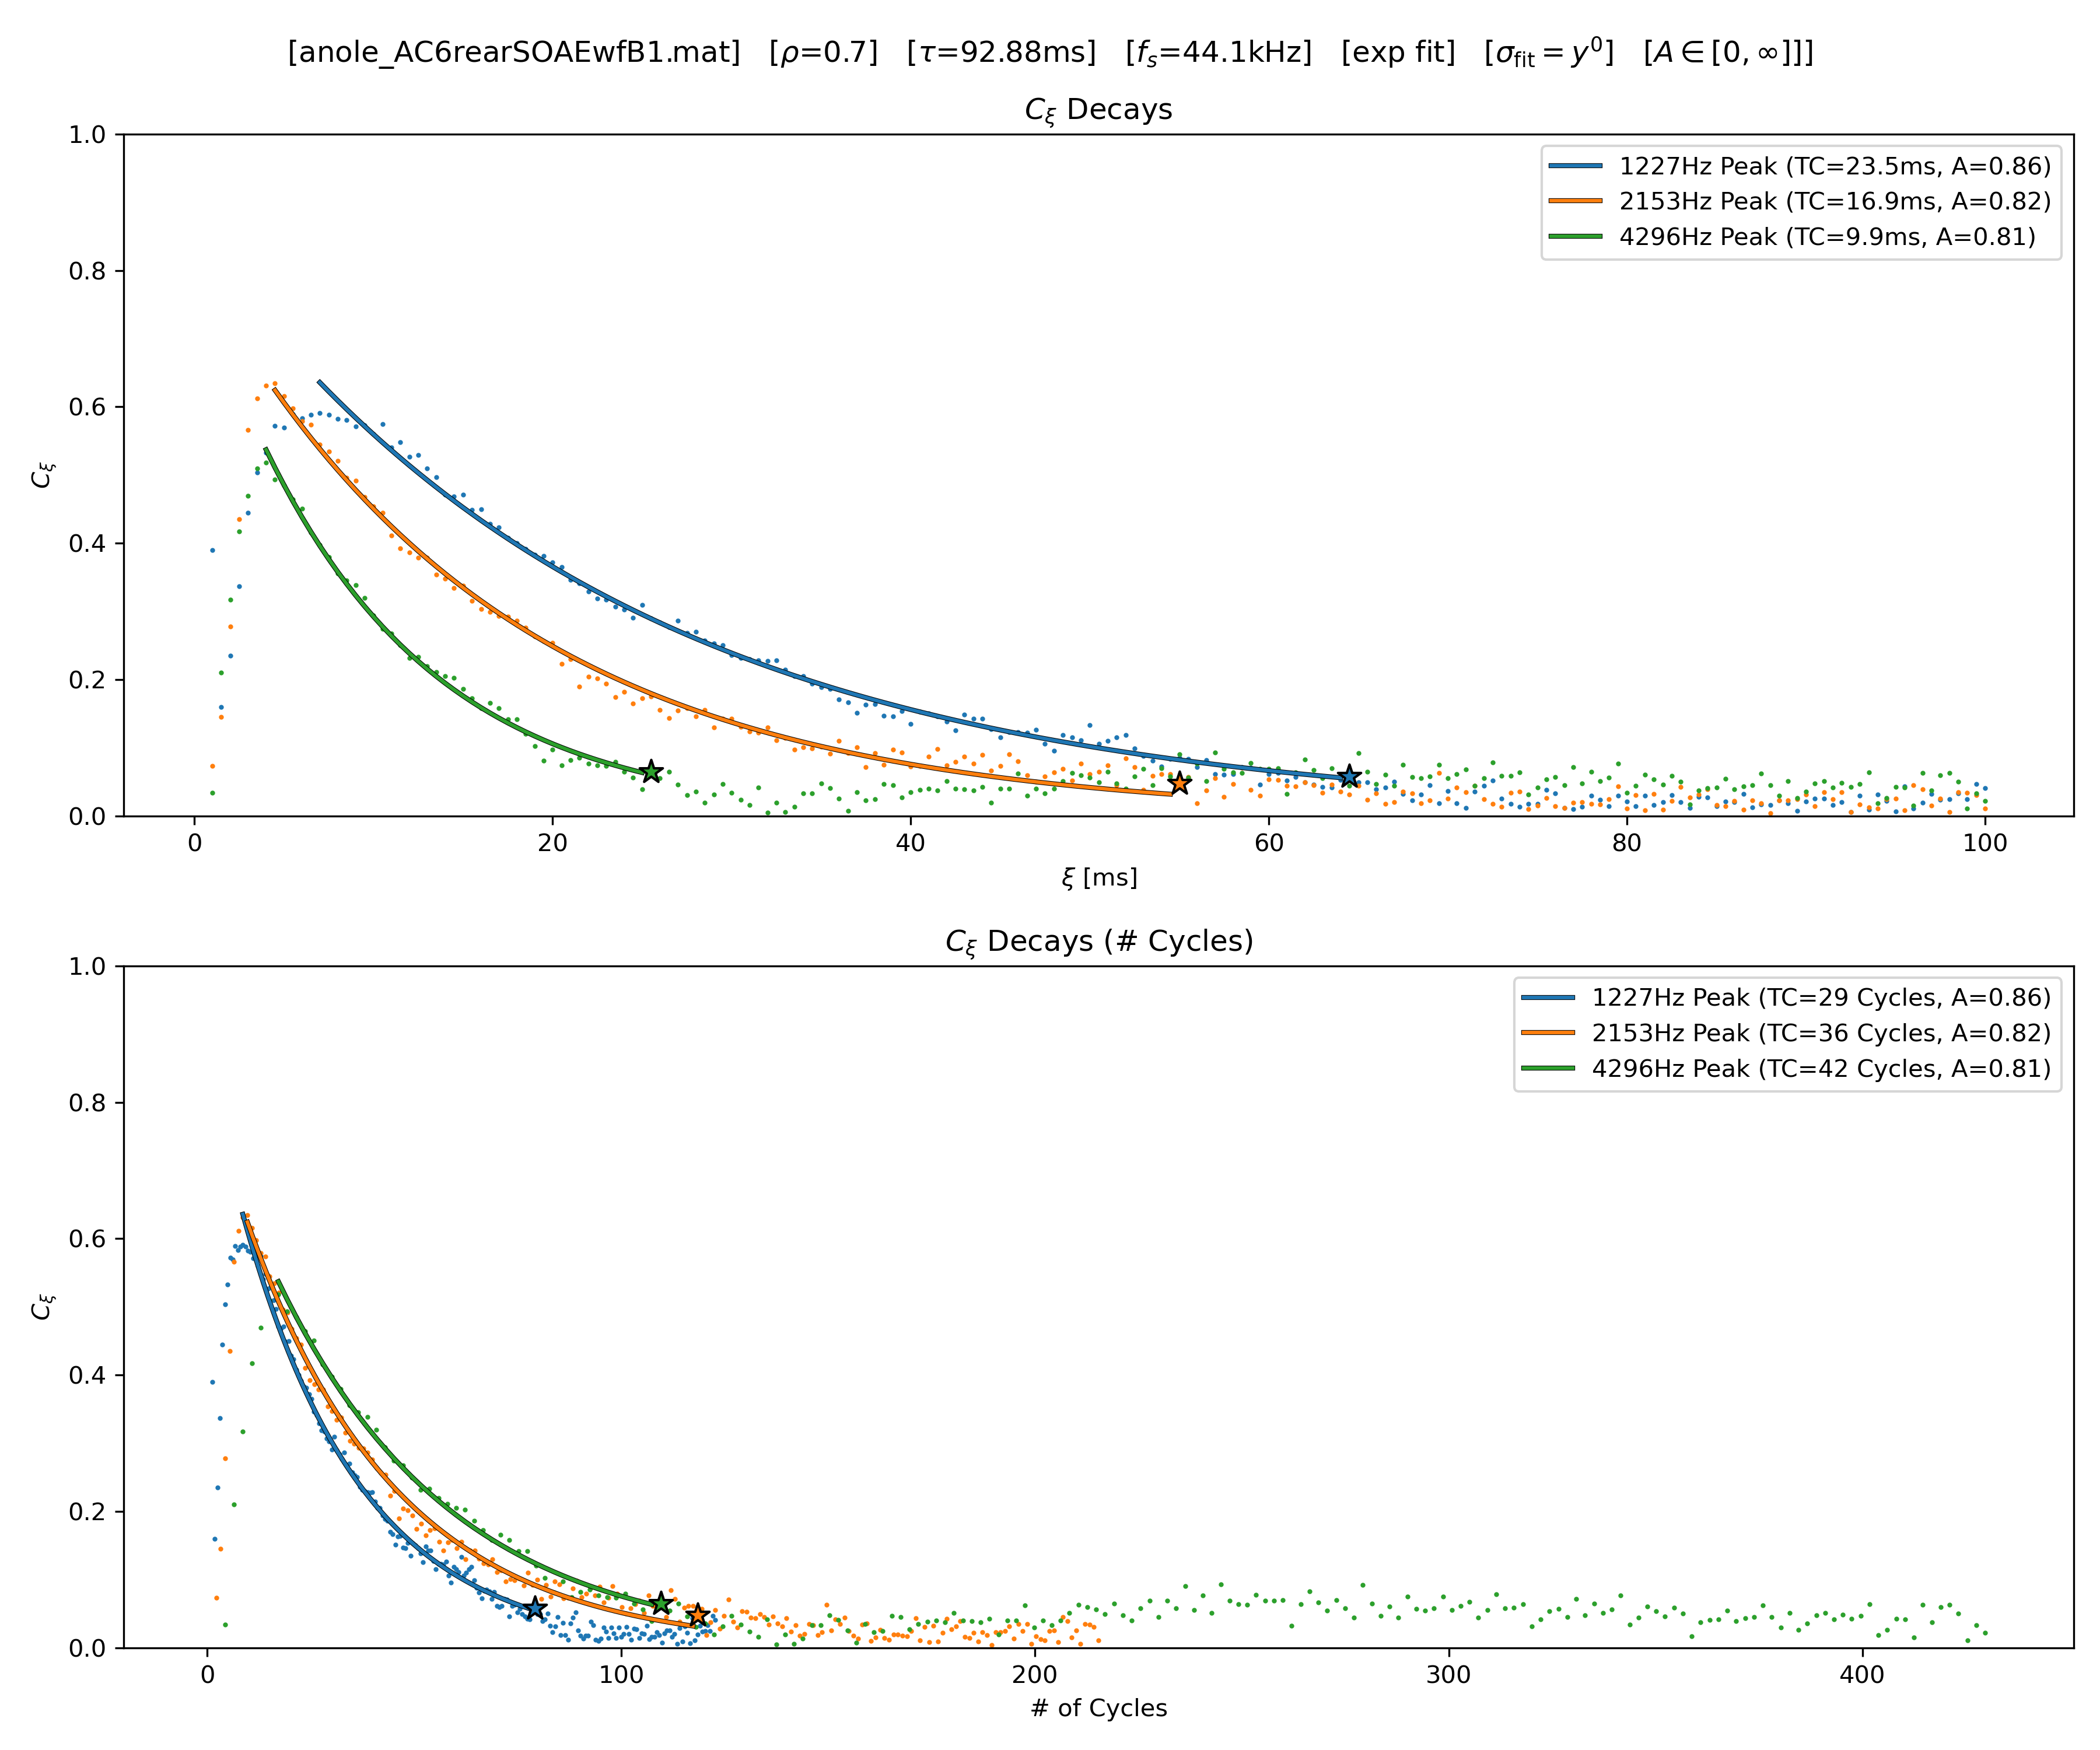 [anole_AC6rearSOAEwfB1.mat] [ρ=0.7] [τ=92.88ms] [fₛ=44.1kHz] [exp fit] [σ_fit = y⁰] [A ∈ [0, ∞]]]
C_ξ Decays
1.0
0.8
0.6
0.4
0.2
0.0
C_ξ
1227Hz Peak (TC=23.5ms, A=0.86)
2153Hz Peak (TC=16.9ms, A=0.82)
4296Hz Peak (TC=9.9ms, A=0.81)
0 20 40 60 80 100
ξ [ms]
C_ξ Decays (# Cycles)
1.0
0.8
0.6
0.4
0.2
0.0
C_ξ
1227Hz Peak (TC=29 Cycles, A=0.86)
2153Hz Peak (TC=36 Cycles, A=0.82)
4296Hz Peak (TC=42 Cycles, A=0.81)
0 100 200 300 400
# of Cycles